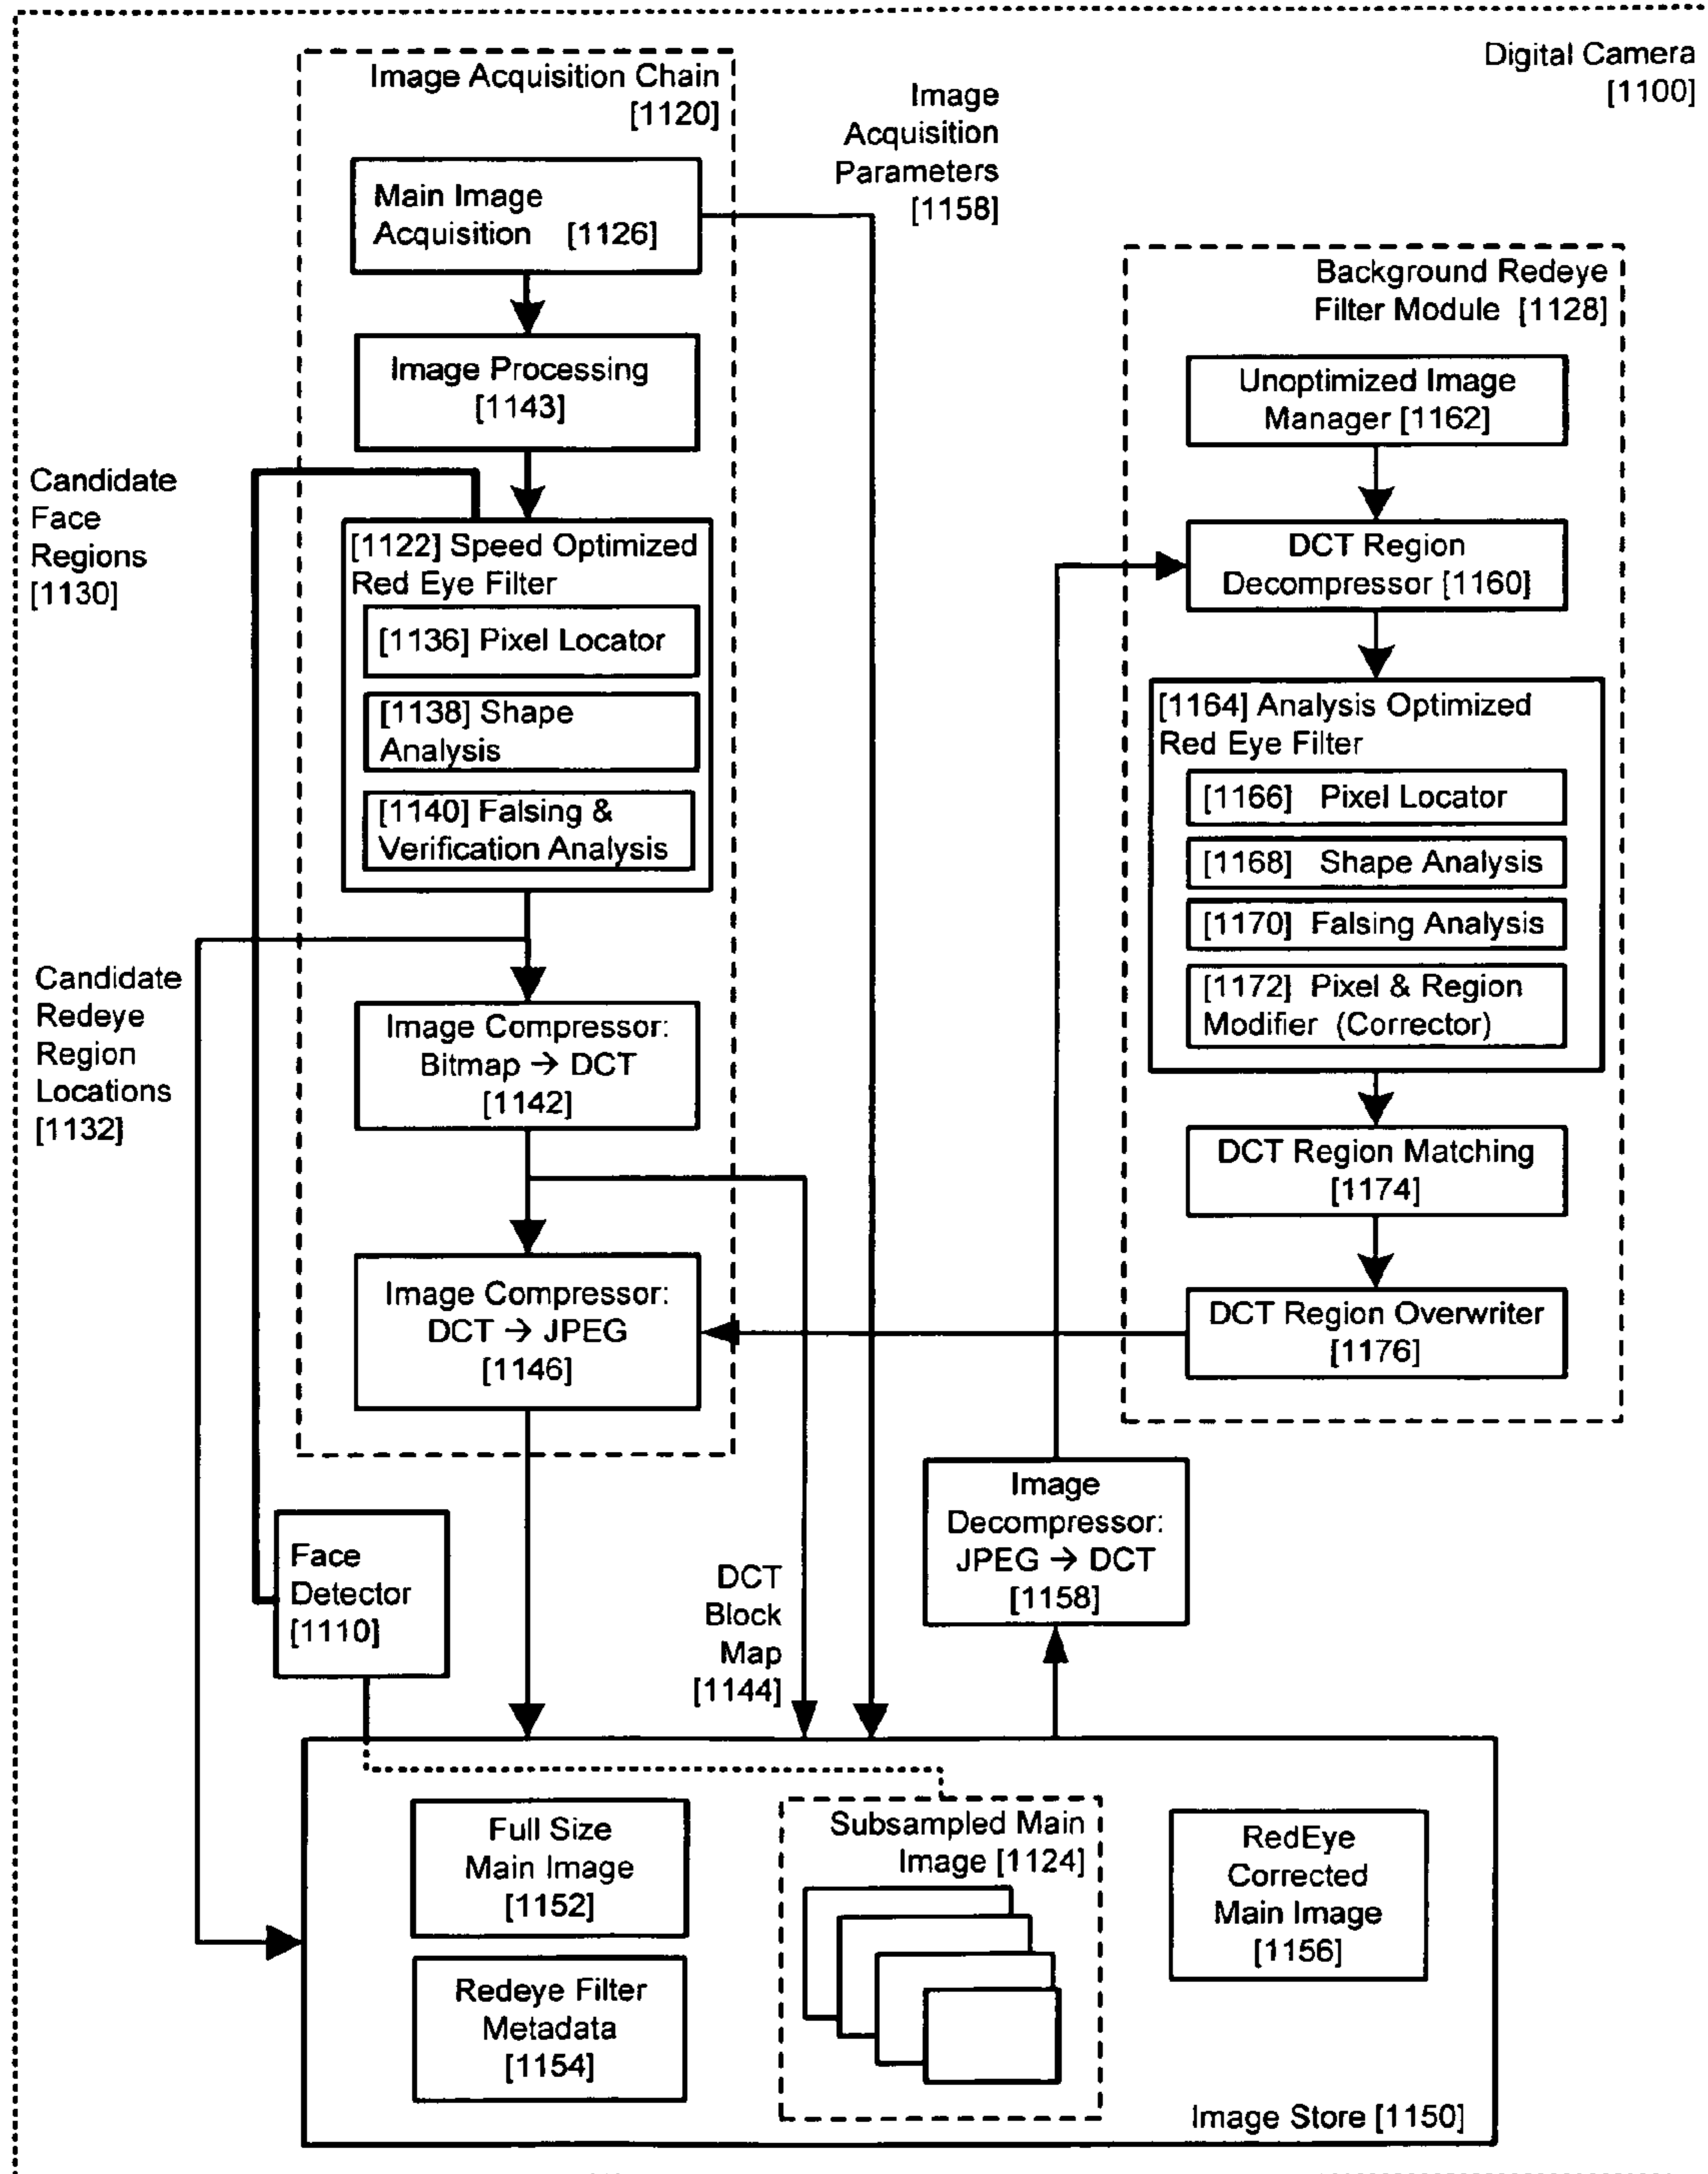 Digital Camera
[1100]
Image Acquisition Chain
[1120]
Main Image
Acquisition [1126]
Image
Acquisition
Parameters
[1158]
Image Processing
[1143]
Candidate
Face
Regions
[1130]
[1122] Speed Optimized
Red Eye Filter
[1136] Pixel Locator
[1138] Shape
Analysis
[1140] Falsing &
Verification Analysis
Candidate
Redeye
Region
Locations
[1132]
Image Compressor:
Bitmap → DCT
[1142]
Image Compressor:
DCT → JPEG
[1146]
Background Redeye
Filter Module [1128]
Unoptimized Image
Manager [1162]
DCT Region
Decompressor [1160]
[1164] Analysis Optimized
Red Eye Filter
[1166] Pixel Locator
[1168] Shape Analysis
[1170] Falsing Analysis
[1172] Pixel & Region
Modifier (Corrector)
DCT Region Matching
[1174]
DCT Region Overwriter
[1176]
Face
Detector
[1110]
DCT
Block
Map
[1144]
Image
Decompressor:
JPEG → DCT
[1158]
Full Size
Main Image
[1152]
Redeye Filter
Metadata
[1154]
Subsampled Main
Image [1124]
RedEye
Corrected
Main Image
[1156]
Image Store [1150]